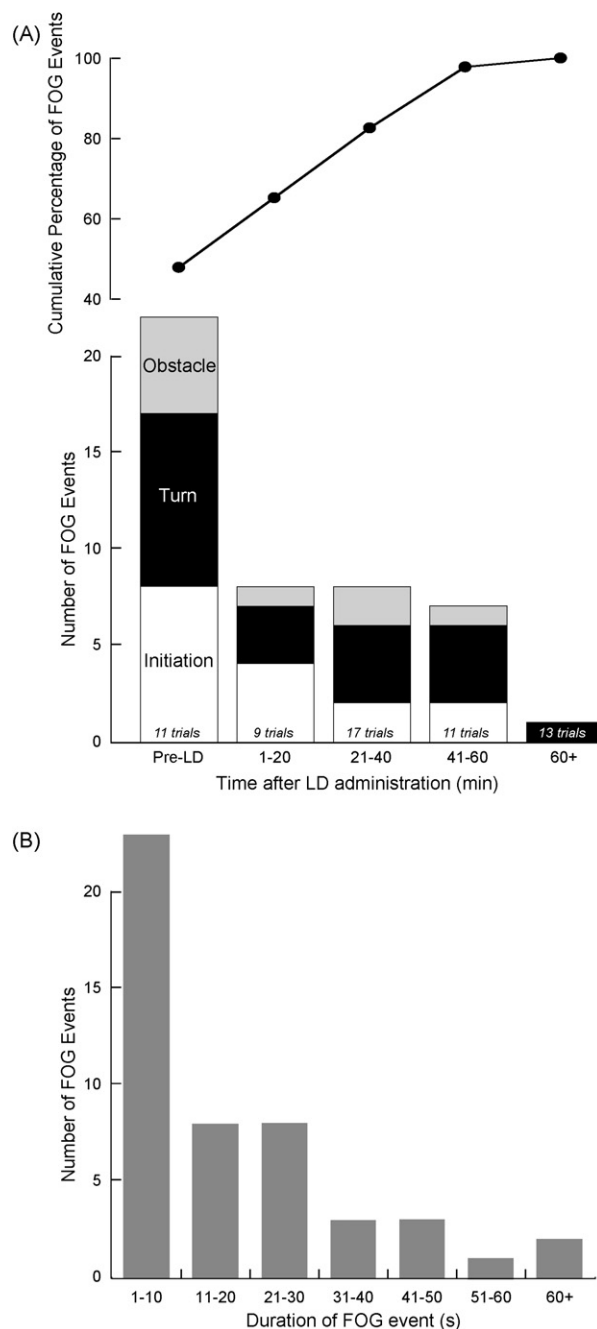 (A)
Cumulative Percentage of FOG Events
100
80
60
40
Number of FOG Events
20
15
10
5
0
Obstacle
Turn
Initiation
11 trials 9 trials 17 trials 11 trials 13 trials
Pre-LD 1-20 21-40 41-60 60+
Time after LD administration (min)
(B)
Number of FOG Events
20
15
10
5
0
1-10 11-20 21-30 31-40 41-50 51-60 60+
Duration of FOG event (s)